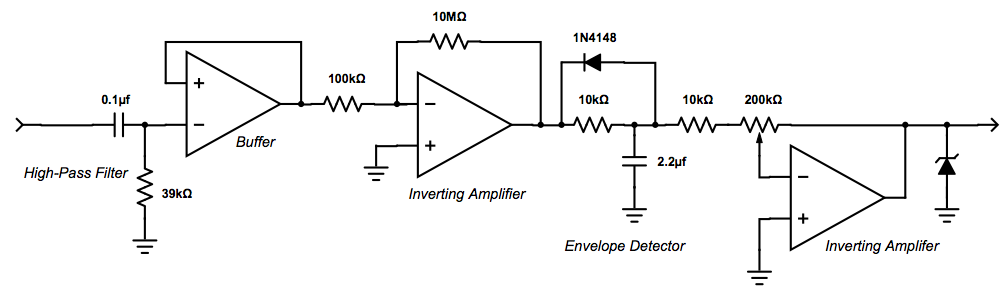 10MΩ
1N4148
100kΩ
0.1µf
10kΩ
10kΩ
200kΩ
+
−
Buffer
−
+
High-Pass Filter
39kΩ
2.2µf
Inverting Amplifier
−
+
Envelope Detector
Inverting Amplifer